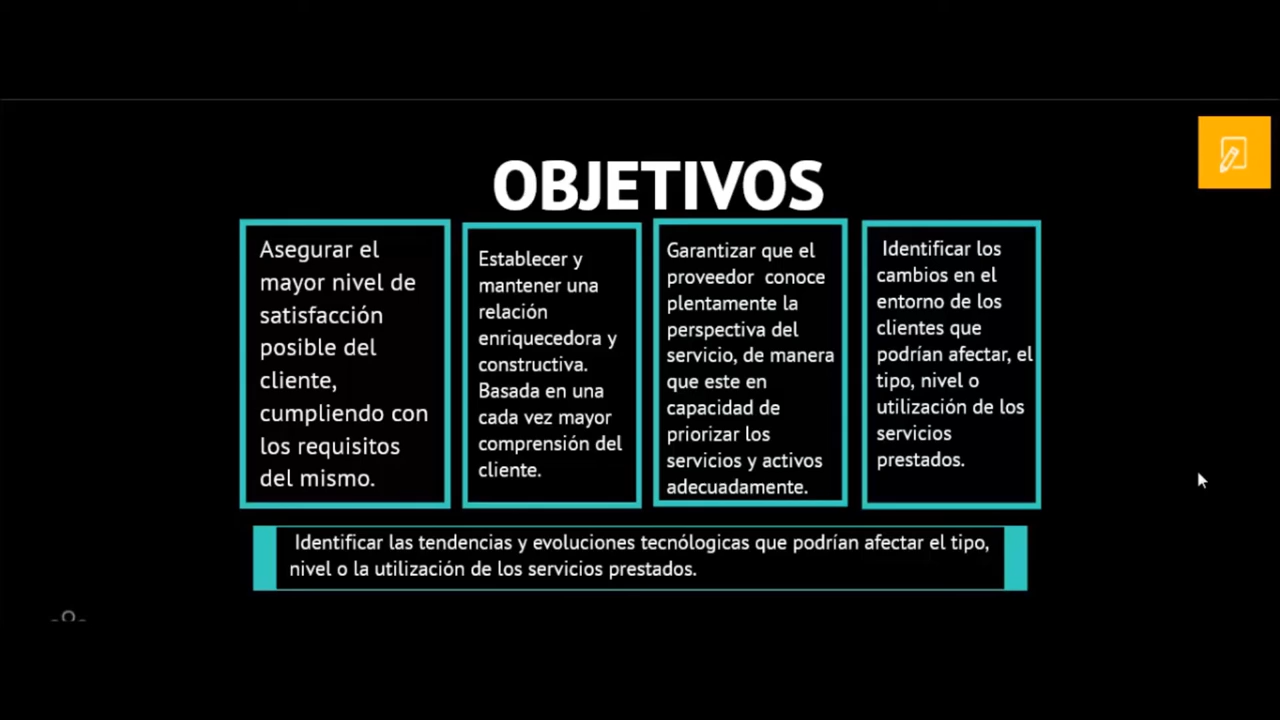 OBJETIVOS
Asegurar el
mayor nivel de
satisfacción
posible del
cliente,
cumpliendo con
los requisitos
del mismo.
Establecer y
mantener una
relación
enriquecedora y
constructiva.
Basada en una
cada vez mayor
comprensión del
cliente.
Garantizar que el
proveedor conoce
plentamente la
perspectiva del
servicio, de manera
que este en
capacidad de
priorizar los
servicios y activos
adecuadamente.
Identificar los
cambios en el
entorno de los
clientes que
podrían afectar, el
tipo, nivel o
utilización de los
servicios
prestados.
Identificar las tendencias y evoluciones tecnólogicas que podrían afectar el tipo,
nivel o la utilización de los servicios prestados.